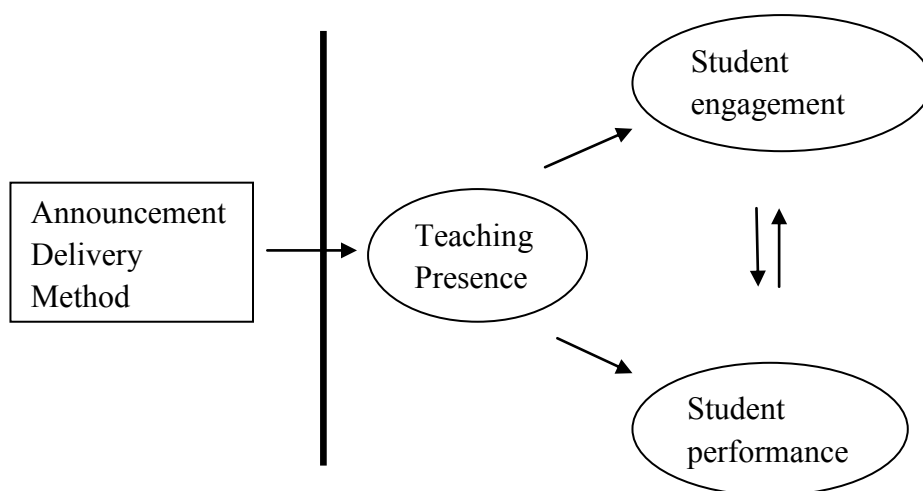 Student
engagement
Announcement
Delivery
Method
Teaching
Presence
Student
performance